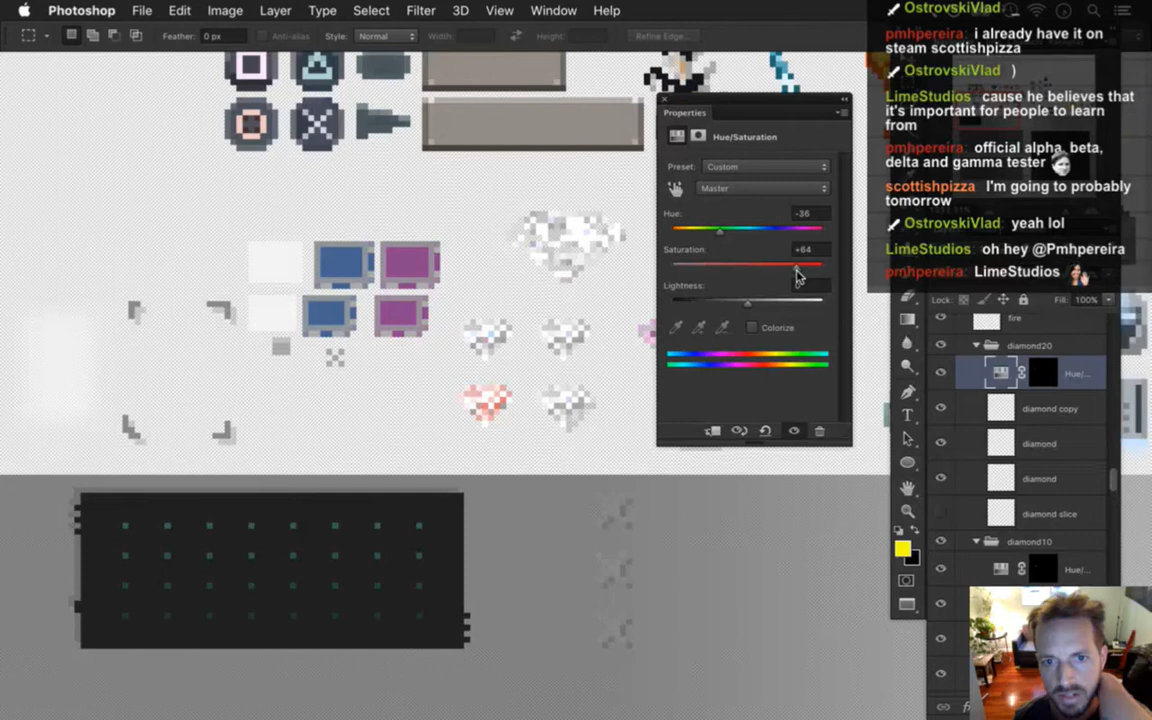 Photoshop File Edit Image Layer Type Select Filter 3D View Window Help
Feather: 0 px Anti-alias Style: Normal Width: Height: Refine Edge...
OstrovskiVlad
pmhpereira i already have it on
steam scottishpizza
OstrovskiVlad )
LimeStudios cause he believes that
it's important for people to learn
from
pmhpereira official alpha, beta,
delta and gamma tester
scottishpizza I'm going to probably
tomorrow
OstrovskiVlad yeah lol
LimeStudios oh hey @Pmhpereira
pmhpereira LimeStudios
Properties
Hue/Saturation
Preset: Custom
Master
Hue: -36
Saturation: +64
Lightness:
Colorize
Lock: Fill: 100%
fire
diamond20
Hue/...
diamond copy
diamond
diamond
diamond slice
diamond10
Hue/...